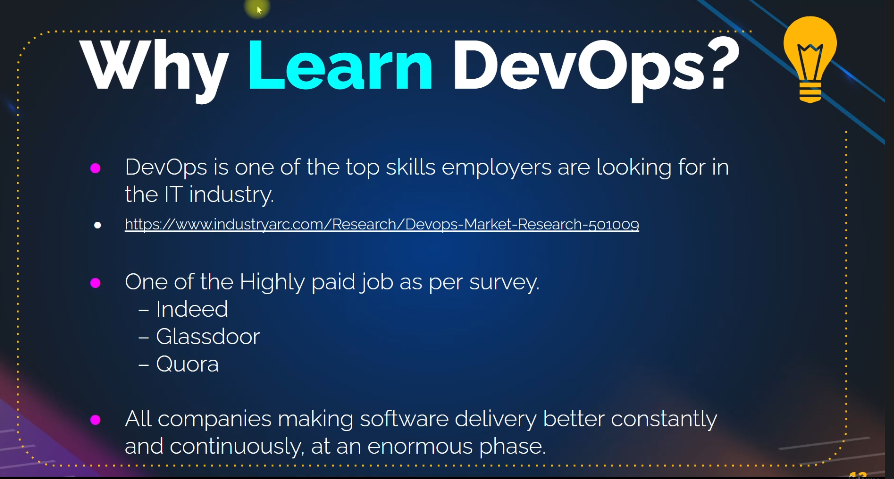 Why Learn DevOps?
● DevOps is one of the top skills employers are looking for in
the IT industry.
● https://www.industryarc.com/Research/Devops-Market-Research-501009
● One of the Highly paid job as per survey.
– Indeed
– Glassdoor
– Quora
● All companies making software delivery better constantly
and continuously, at an enormous phase.